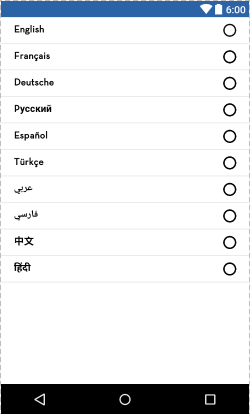 6:00
English
Français
Deutsche
Русский
Español
Türkçe
عربي
فارسي
中文
हिंदी